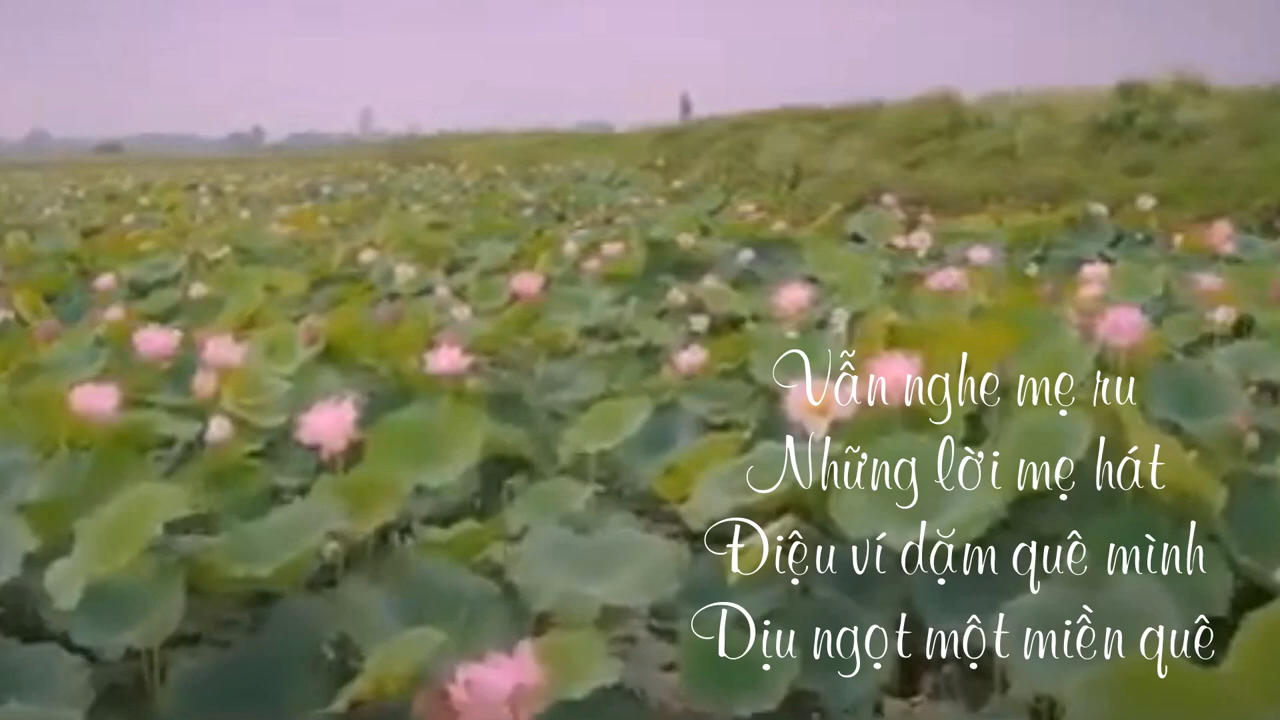 Vẫn nghe mẹ ru
Những lời mẹ hát
Điệu ví dặm quê mình
Dịu ngọt một miền quê